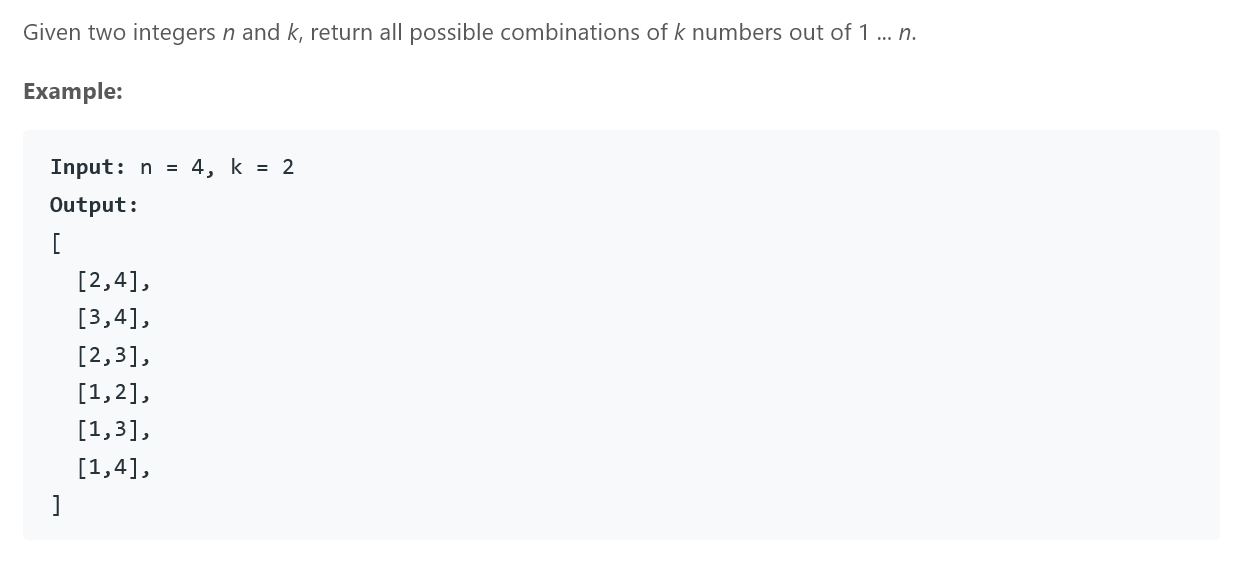 Given two integers n and k, return all possible combinations of k numbers out of 1 ... n.
Example:
Input: n = 4, k = 2
Output:
[
[2,4],
[3,4],
[2,3],
[1,2],
[1,3],
[1,4],
]